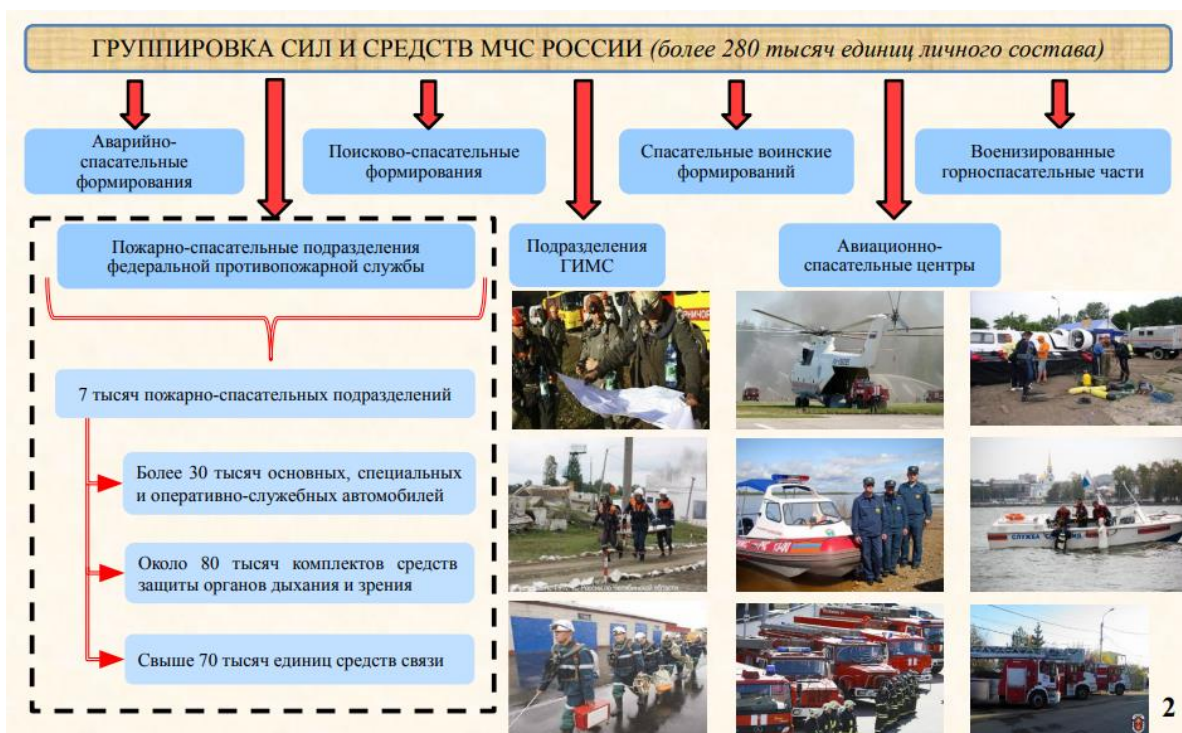 ГРУППИРОВКА СИЛ И СРЕДСТВ МЧС РОССИИ (более 280 тысяч единиц личного состава)
Аварийно-
спасательные
формирования
Поисково-спасательные
формирования
Спасательные воинские
формирований
Военизированные
горноспасательные части
Пожарно-спасательные подразделения
федеральной противопожарной службы
Подразделения
ГИМС
Авиационно-
спасательные центры
7 тысяч пожарно-спасательных подразделений
Более 30 тысяч основных, специальных
и оперативно-служебных автомобилей
Около 80 тысяч комплектов средств
защиты органов дыхания и зрения
Свыше 70 тысяч единиц средств связи
2